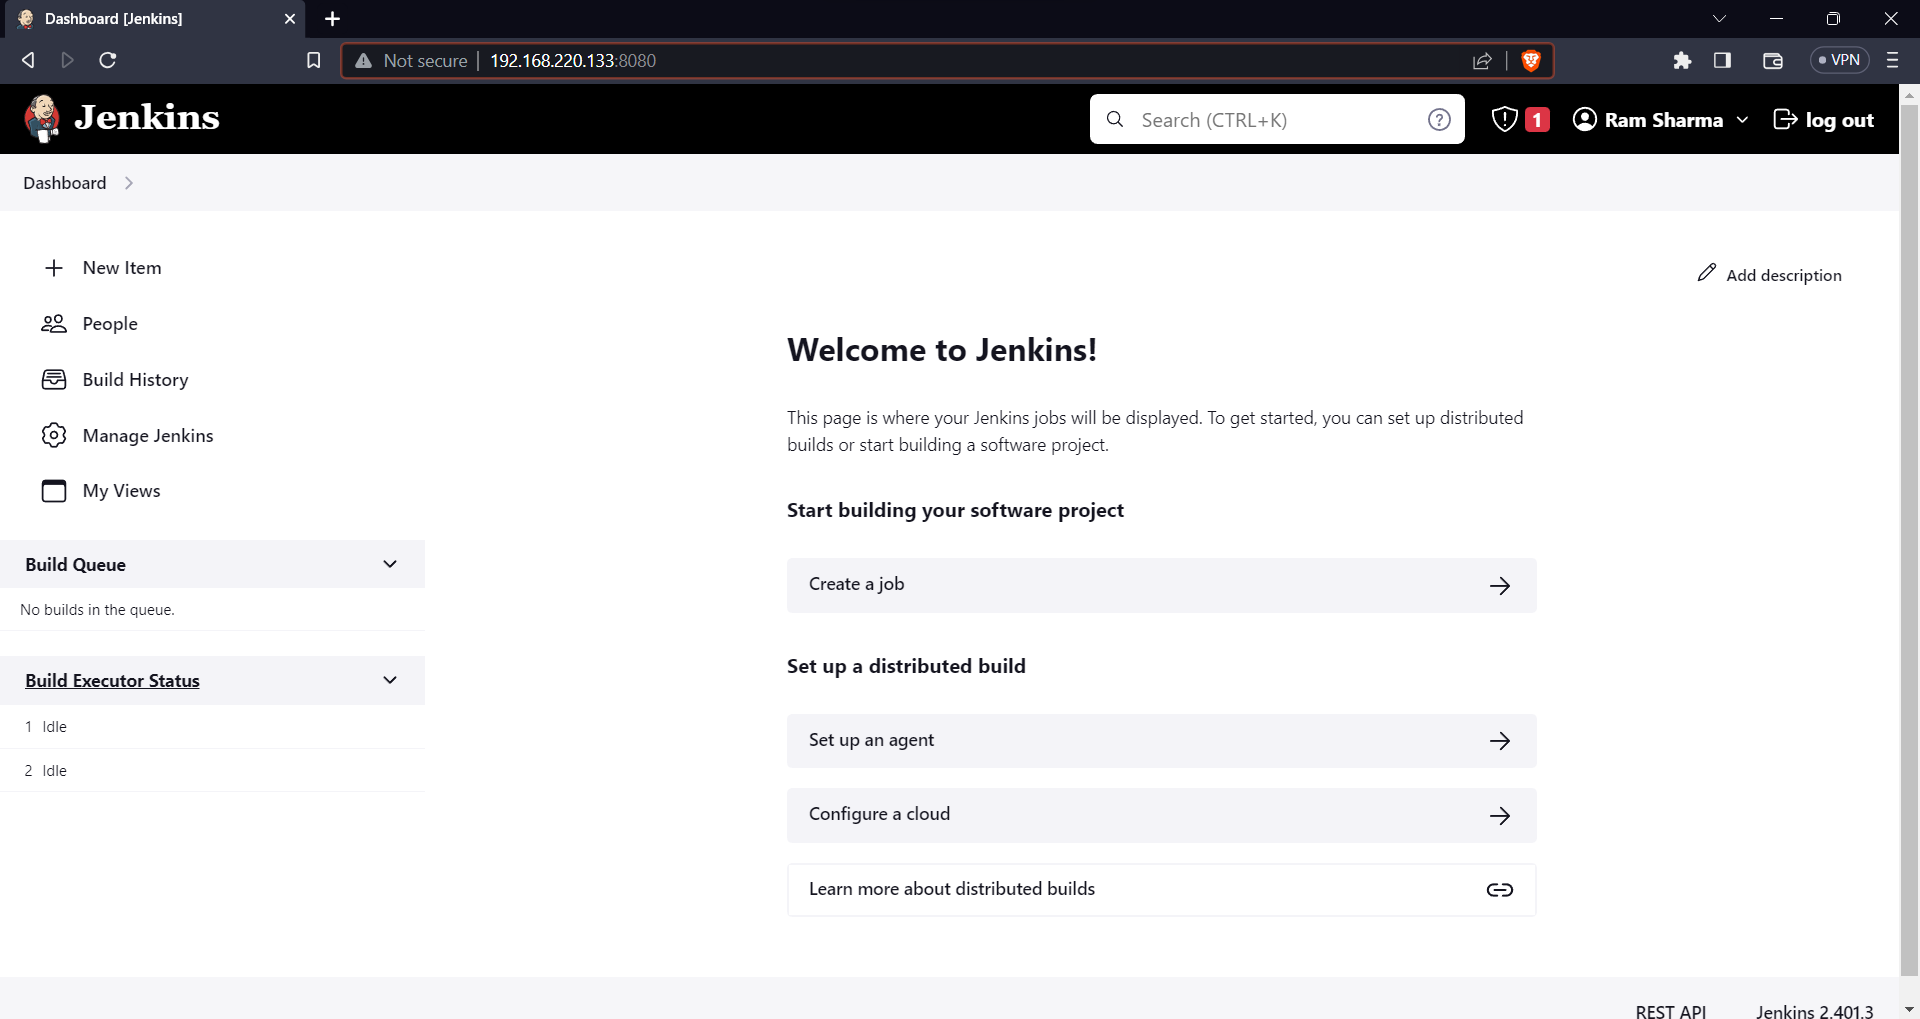 Dashboard [Jenkins]
Not secure 192.168.220.133:8080
VPN
Jenkins
Search (CTRL+K)
1
Ram Sharma
log out
Dashboard
New Item
People
Build History
Manage Jenkins
My Views
Build Queue
No builds in the queue.
Build Executor Status
1 Idle
2 Idle
Add description
Welcome to Jenkins!
This page is where your Jenkins jobs will be displayed. To get started, you can set up distributed
builds or start building a software project.
Start building your software project
Create a job
Set up a distributed build
Set up an agent
Configure a cloud
Learn more about distributed builds
REST API
Jenkins 2.401.3